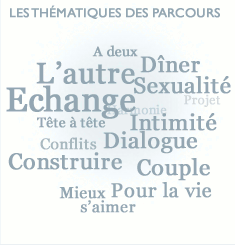 LES THÉMATIQUES DES PARCOURS
A deux
L'autre Dîner
Sexualité
Echange Projet
Harmonie
Tête à tête Intimité
Conflits Dialogue
Construire Couple
Mieux Pour la vie
s'aimer